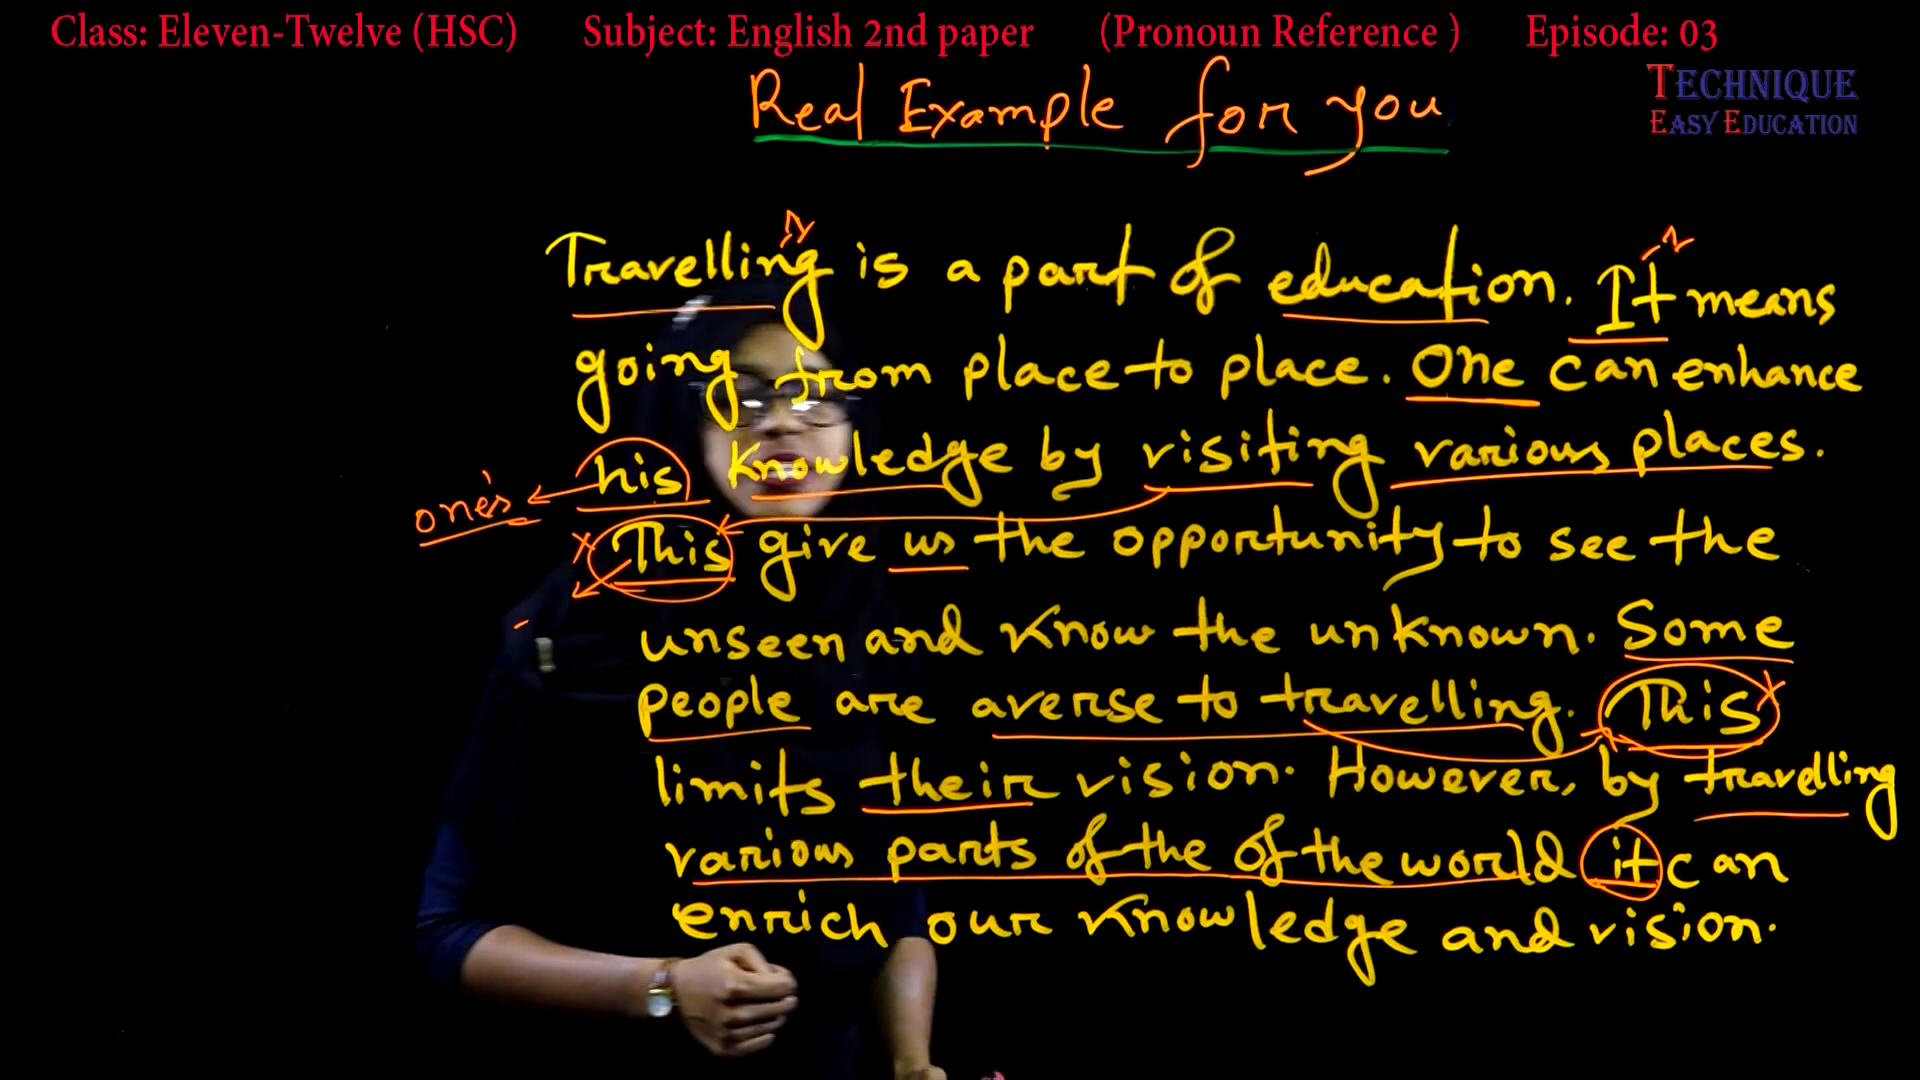 Class: Eleven-Twelve (HSC) Subject: English 2nd paper (Pronoun Reference ) Episode: 03
TECHNIQUE
EASY EDUCATION
Real Example for you
Travelling is a part of education. It means
going from place to place. One can enhance
his knowledge by visiting various places.
one's
This give us the opportunity to see the
unseen and know the unknown. Some
people are averse to travelling. This
limits their vision. However, by travelling
various parts of the of the world it can
enrich our knowledge and vision.